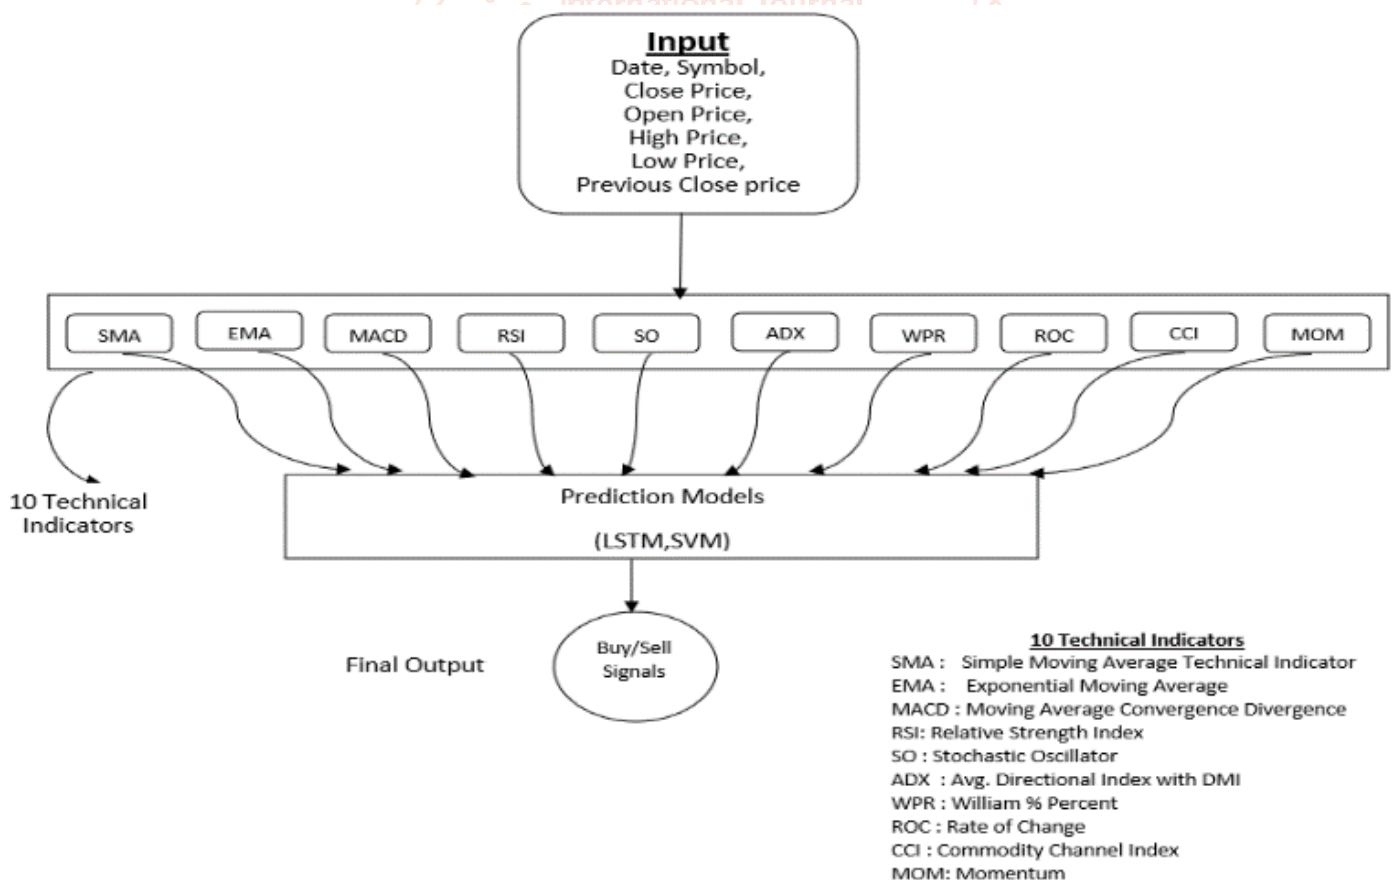 International Journal
Input
Date, Symbol,
Close Price,
Open Price,
High Price,
Low Price,
Previous Close price
SMA
EMA
MACD
RSI
SO
ADX
WPR
ROC
CCI
MOM
10 Technical
Indicators
Prediction Models
(LSTM,SVM)
Final Output
Buy/Sell
Signals
10 Technical Indicators
SMA : Simple Moving Average Technical Indicator
EMA : Exponential Moving Average
MACD : Moving Average Convergence Divergence
RSI: Relative Strength Index
SO : Stochastic Oscillator
ADX : Avg. Directional Index with DMI
WPR : William % Percent
ROC : Rate of Change
CCI : Commodity Channel Index
MOM: Momentum